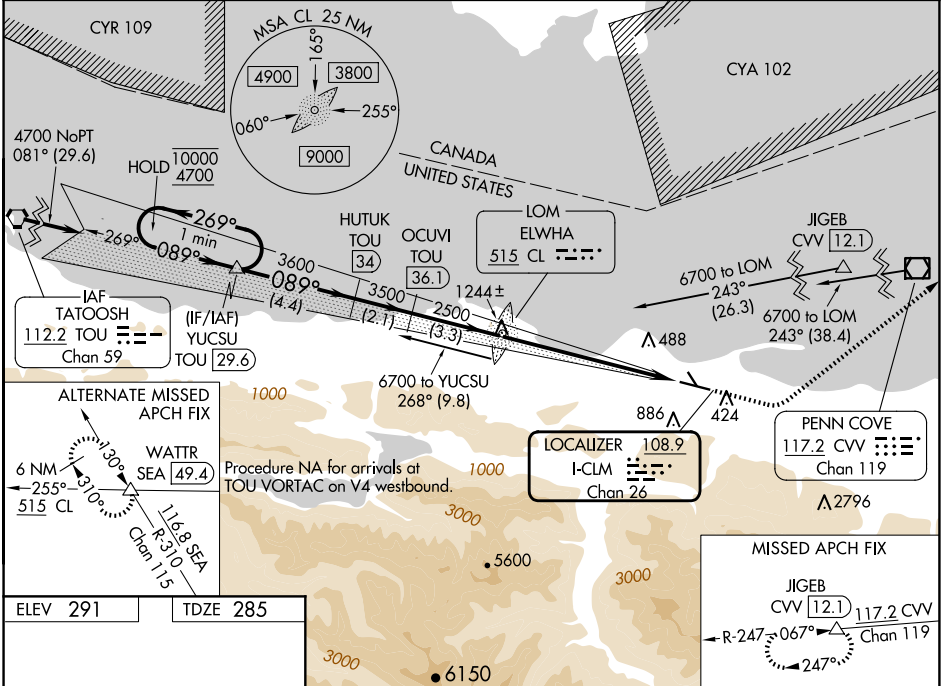 CYR 109
MSA CL 25 NM
165°
4900
3800
060°
255°
9000
CYA 102
CANADA
UNITED STATES
4700 NoPT
081° (29.6)
HOLD
10000
4700
269°
1 min
269°
089°
HUTUK
TOU
34
OCUVI
TOU
36.1
LOM
ELWHA
515 CL
JIGEB
CVV 12.1
6700 to LOM
243°
(26.3)
6700 to LOM
243° (38.4)
3600
089°
(4.4)
3500
(2.1)
2500
(3.3)
1244±
IAF
TATOOSH
112.2 TOU
Chan 59
(IF/IAF)
YUCSU
TOU 29.6
6700 to YUCSU
268° (9.8)
488
886
424
ALTERNATE MISSED
APCH FIX
WATTR
SEA 49.4
130°
310°
6 NM
255°
515 CL
116.8 SEA
R-310
Chan 115
1000
Procedure NA for arrivals at
TOU VORTAC on V4 westbound.
1000
3000
LOCALIZER 108.9
I-CLM
Chan 26
PENN COVE
117.2 CVV
Chan 119
2796
5600
3000
3000
6150
ELEV 291
TDZE 285
MISSED APCH FIX
JIGEB
CVV 12.1
117.2 CVV
Chan 119
R-247
067°
247°